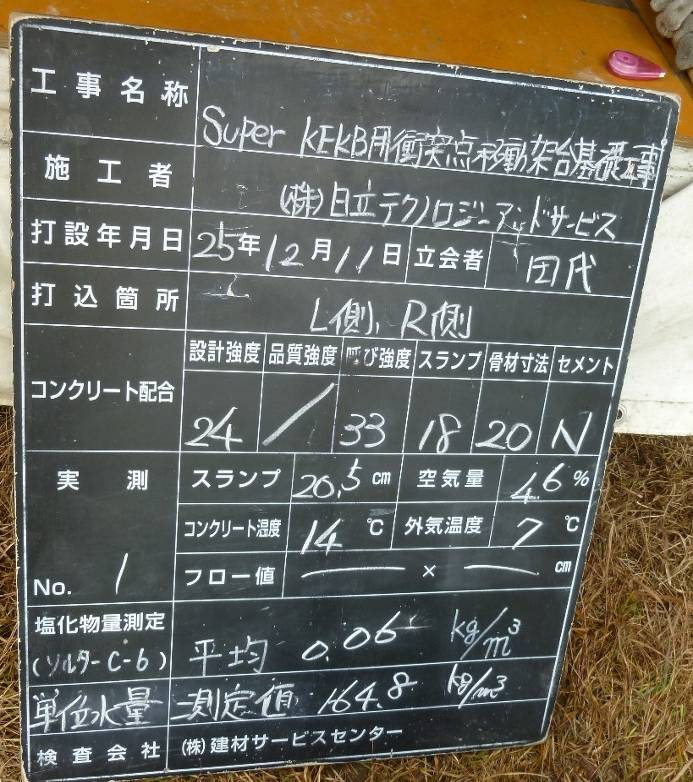 工事名称 Super KEKB用衝突点移動架台基礎工事
施工者 (株)日立テクノロジーアンドサービス
打設年月日 25年12月11日 立会者 田代
打込箇所 L側、R側
コンクリート配合 設計強度 品質強度 呼び強度 スランプ 骨材寸法 セメント
24 / 33 18 20 N
実測 スランプ 20.5 cm 空気量 4.6 %
コンクリート温度 14 ℃ 外気温度 7 ℃
No. 1 フロー値 — × — cm
塩化物量測定
(ソルターC-6) 平均 0.06 kg/m³
単位水量 測定値 164.8 kg/m³
検査会社 (株)建材サービスセンター